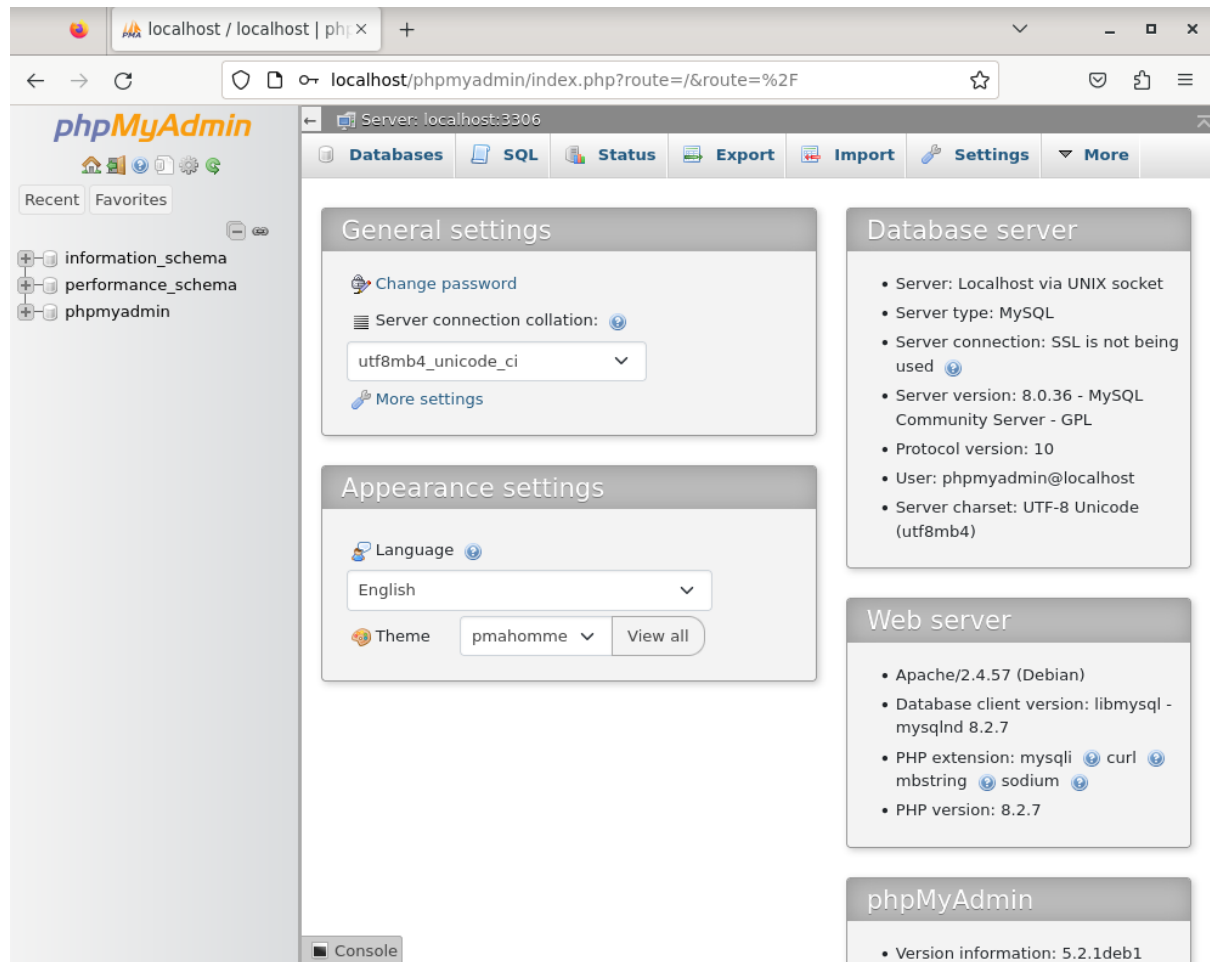 localhost / localhost | php
localhost/phpmyadmin/index.php?route=/&route=%2F
phpMyAdmin
Recent Favorites
information_schema
performance_schema
phpmyadmin
Server: localhost:3306
Databases SQL Status Export Import Settings More
General settings
Change password
Server connection collation:
utf8mb4_unicode_ci
More settings
Appearance settings
Language
English
Theme pmahomme View all
Database server
Server: Localhost via UNIX socket
Server type: MySQL
Server connection: SSL is not being
used
Server version: 8.0.36 - MySQL
Community Server - GPL
Protocol version: 10
User: phpmyadmin@localhost
Server charset: UTF-8 Unicode
(utf8mb4)
Web server
Apache/2.4.57 (Debian)
Database client version: libmysql -
mysqlnd 8.2.7
PHP extension: mysqli curl
mbstring sodium
PHP version: 8.2.7
phpMyAdmin
Version information: 5.2.1deb1
Console